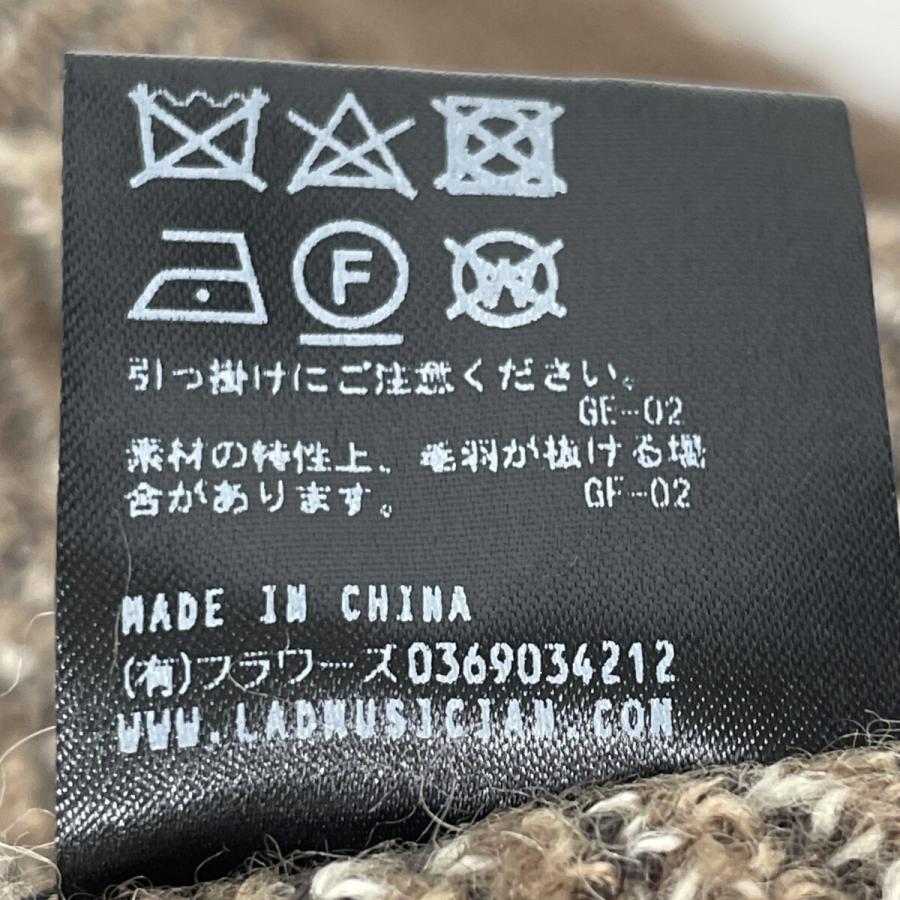 F W
引っ掛けにご注意ください。
GE-02
素材の特性上、毛羽が抜ける場
合があります。 GF-02
MADE IN CHINA
(有)フラワーズ0369034212
WWW.LADMUSICIAN.COM